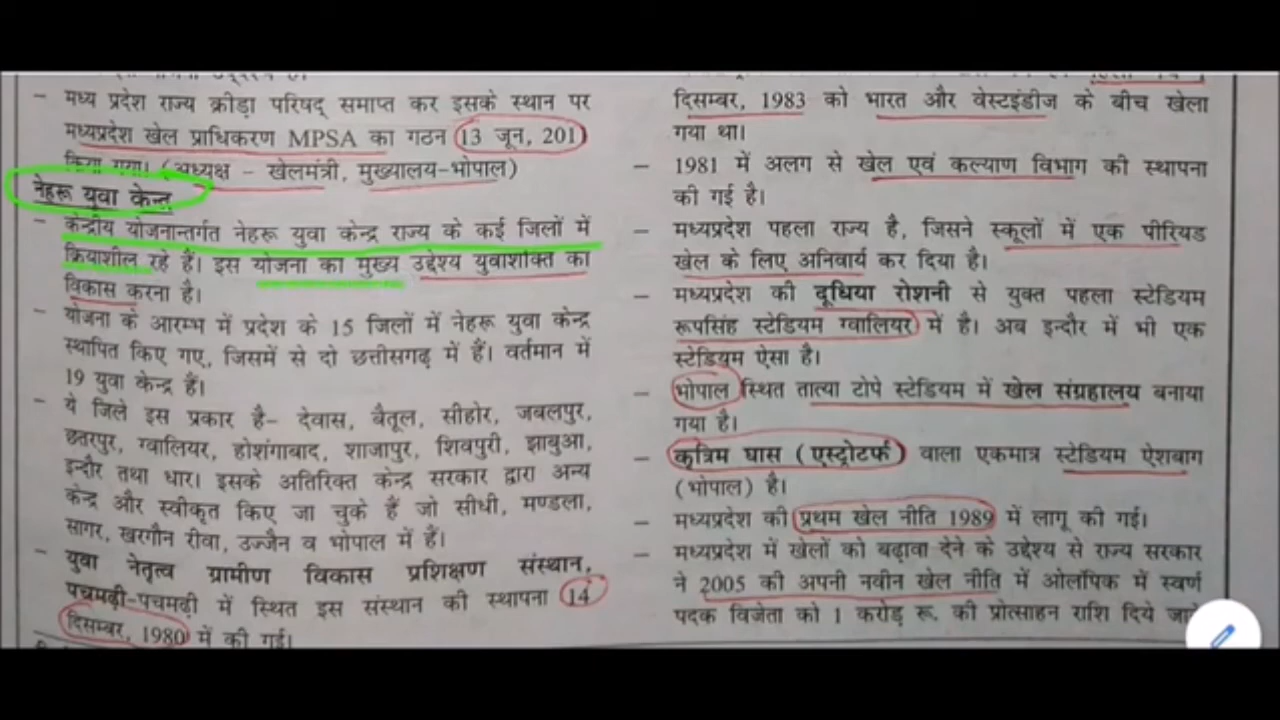 मध्य प्रदेश राज्य क्रीड़ा परिषद् समाप्त कर इसके स्थान पर
मध्यप्रदेश खेल प्राधिकरण MPSA का गठन 13 जून, 201
किया गया। (अध्यक्ष - खेलमंत्री, मुख्यालय-भोपाल)
नेहरू युवा केन्द्र
- केन्द्रीय योजनान्तर्गत नेहरू युवा केन्द्र राज्य के कई जिलों में
क्रियाशील रहे हैं। इस योजना का मुख्य उद्देश्य युवाशक्ति का
विकास करना है।
- योजना के आरम्भ में प्रदेश के 15 जिलों में नेहरू युवा केन्द्र
स्थापित किए गए, जिसमें से दो छत्तीसगढ़ में हैं। वर्तमान में
19 युवा केन्द्र हैं।
- ये जिले इस प्रकार है- देवास, बैतूल, सीहोर, जबलपुर,
छतरपुर, ग्वालियर, होशंगाबाद, शाजापुर, शिवपुरी, झाबुआ,
इन्दौर तथा धार। इसके अतिरिक्त केन्द्र सरकार द्वारा अन्य
केन्द्र और स्वीकृत किए जा चुके हैं जो सीधी, मण्डला,
सागर, खरगौन रीवा, उज्जैन व भोपाल में हैं।
- युवा नेतृत्व ग्रामीण विकास प्रशिक्षण संस्थान,
पचमढ़ी-पचमढ़ी में स्थित इस संस्थान की स्थापना 14
दिसम्बर, 1980 में की गई।
दिसम्बर, 1983 को भारत और वेस्टइंडीज के बीच खेला
गया था।
- 1981 में अलग से खेल एवं कल्याण विभाग की स्थापना
की गई है।
- मध्यप्रदेश पहला राज्य है, जिसने स्कूलों में एक पीरियड
खेल के लिए अनिवार्य कर दिया है।
- मध्यप्रदेश की दूधिया रोशनी से युक्त पहला स्टेडियम
रूपसिंह स्टेडियम ग्वालियर में है। अब इन्दौर में भी एक
स्टेडियम ऐसा है।
- भोपाल स्थित तात्या टोपे स्टेडियम में खेल संग्रहालय बनाया
गया है।
- कृत्रिम घास (एस्ट्रोटर्फ) वाला एकमात्र स्टेडियम ऐशबाग
(भोपाल) है।
- मध्यप्रदेश की प्रथम खेल नीति 1989 में लागू की गई।
- मध्यप्रदेश में खेलों को बढ़ावा देने के उद्देश्य से राज्य सरकार
ने 2005 की अपनी नवीन खेल नीति में ओलंपिक में स्वर्ण
पदक विजेता को 1 करोड़ रू. की प्रोत्साहन राशि दिये